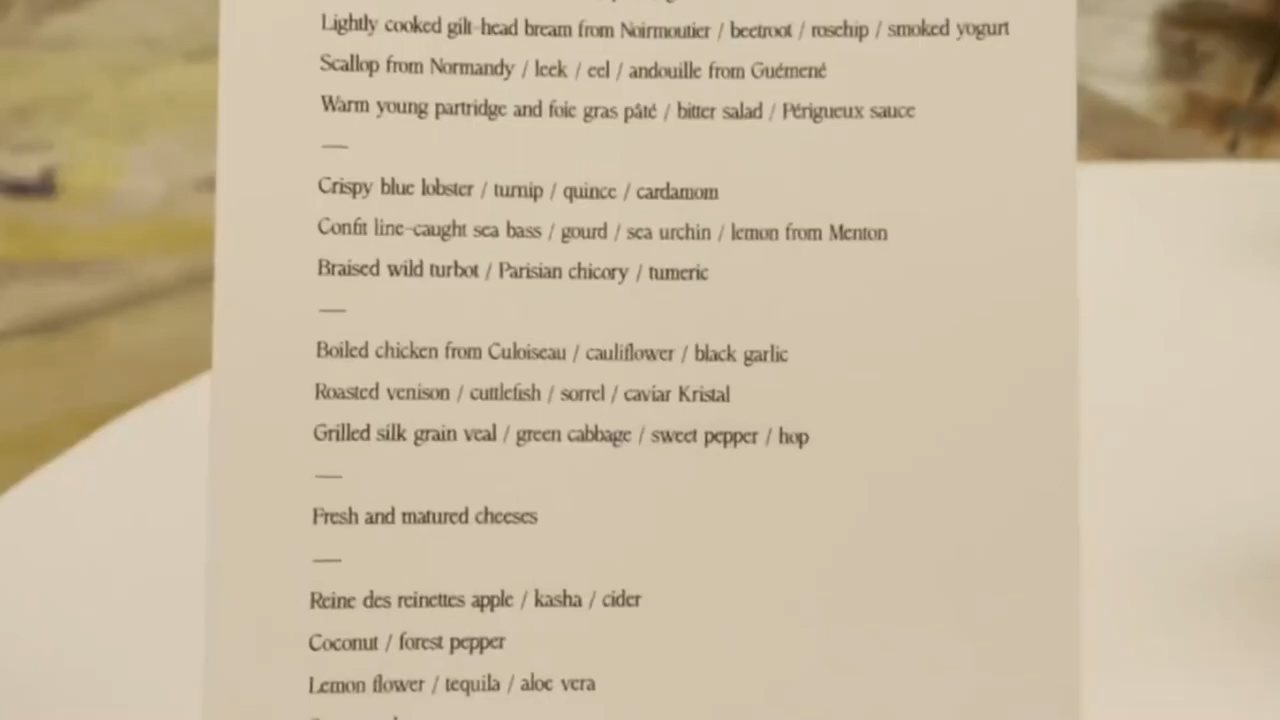 Lightly cooked gilt-head bream from Noirmoutier / beetroot / rosehip / smoked yogurt
Scallop from Normandy / leek / eel / andouille from Guémené
Warm young partridge and foie gras pâté / bitter salad / Périgueux sauce
—
Crispy blue lobster / turnip / quince / cardamom
Confit line-caught sea bass / gourd / sea urchin / lemon from Menton
Braised wild turbot / Parisian chicory / tumeric
—
Boiled chicken from Culoiseau / cauliflower / black garlic
Roasted venison / cuttlefish / sorrel / caviar Kristal
Grilled silk grain veal / green cabbage / sweet pepper / hop
—
Fresh and matured cheeses
—
Reine des reinettes apple / kasha / cider
Coconut / forest pepper
Lemon flower / tequila / aloe vera